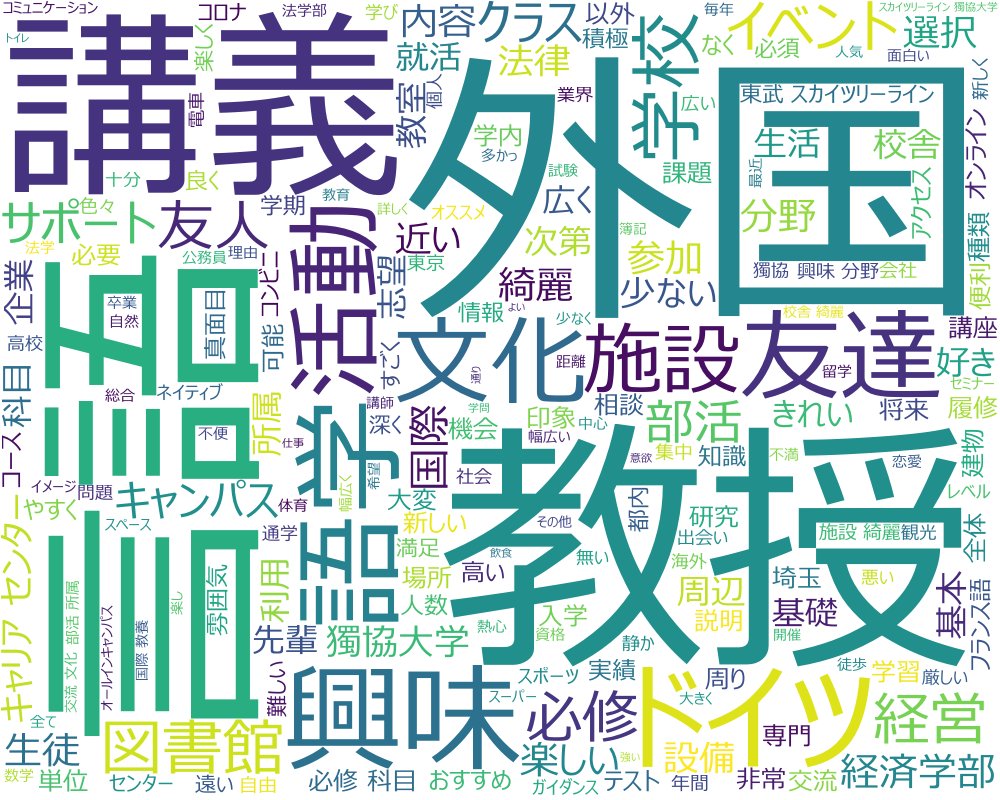 コミュニケーション
コロナ
法学部
学び
内容
クラス
以外
積極
イベント
毎年
スカイツリーライン 獨協大学
人気
選択
トイレ
講義
楽しく
電車
就活
法律
教室
個人
外国
学校
なく
必須
面白い
業界
広い
東武 スカイツリーライン
新しく
学内
多かっ
生活
校舎
オンライン
十分
良く
教育
試験
課題
最近
アクセス
サポート
色々
友人
学期
詳しく
オススメ
近い
広く
次第
簿記
参加
分野
種類
法学
必要
公務員
理由
コンビニ
活動
志望
東京
綺麗
少ない
獨協 興味 分野
会社
便利
企業
卒業
自然
真面目
可能
情報
よい
少なく
校舎 綺麗
講座
高校
言語
すごく
文化
距離
施設
友達
好き
科目
総合
ネイティブ
講師
通り
留学
セミナー
所属
深く
学問
相談
きれい
将来
履修
コース
不便
仕事
語学
希望
国際
機会
印象
幅広い
中心
部活
イメージ
問題
社会
教授
意欲
集中
知識
不満
恋愛
建物
やすく
キャンパス
体育
幅広く
大変
都内
レベル
キャリア センター
スペース
通学
新しい
その他
研究
出会い
施設 綺麗
観光
全体
満足
飲食
無い
海外
雰囲気
利用
場所
高い
周辺
埼玉
悪い
基本
フランス語
交流 文化 部活 所属
オールインキャンパス
国際 教養
楽し
人数
入学
説明
基礎
先輩
獨協大学
熱心
資格
静か
開催
難しい
興味
スポーツ
実績
周り
徒歩
学習
厳しい
全て
図書館
スーパー
必修
ドイツ
大きく
経営
生徒
楽しい
設備
専門
数学
単位
センター
遠い
自由
必修 科目
おすすめ
強い
ガイダンス
テスト
年間
非常
交流
経済学部